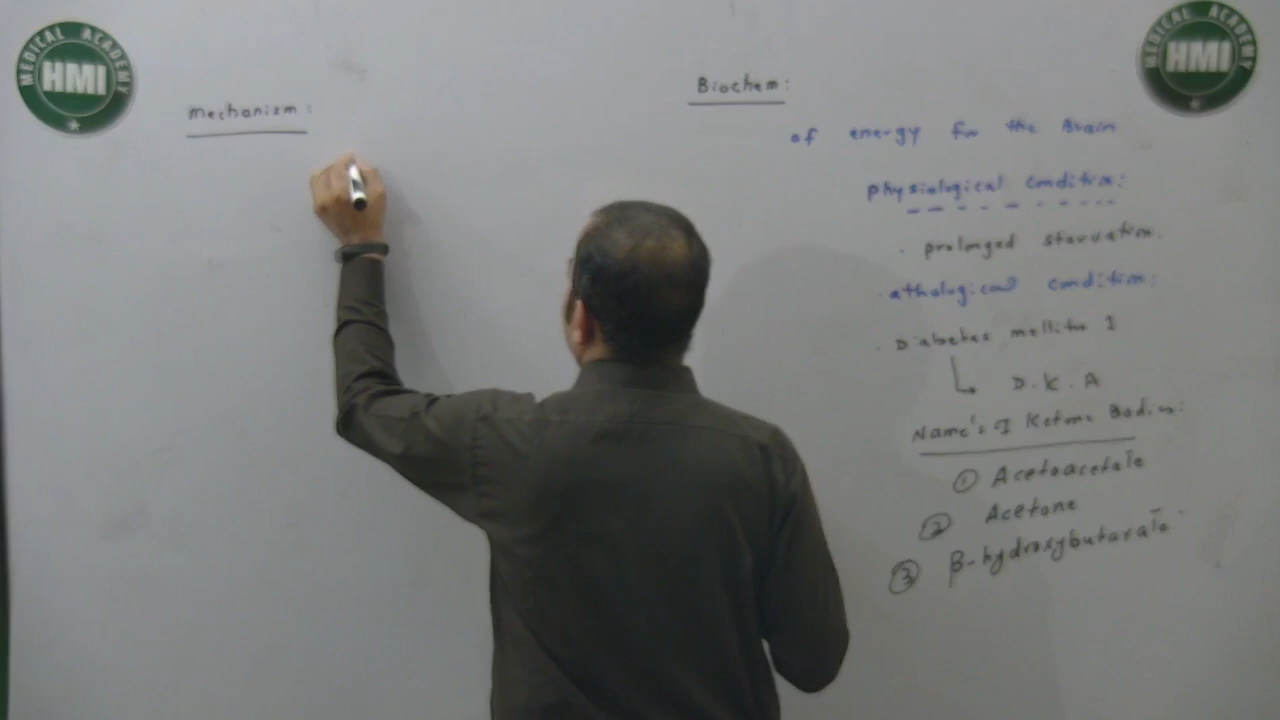 MEDICAL ACADEMY
HMI
MEDICAL ACADEMY
HMI
Mechanism:
Biochem:
of energy for the Brain
physiological condition:
. prolonged starvation.
athological condition:
. Diabetes mellitus I
D.K.A
Name's of Ketone Bodies:
① Acetoacetate
② Acetone
③ β-hydroxybutarate